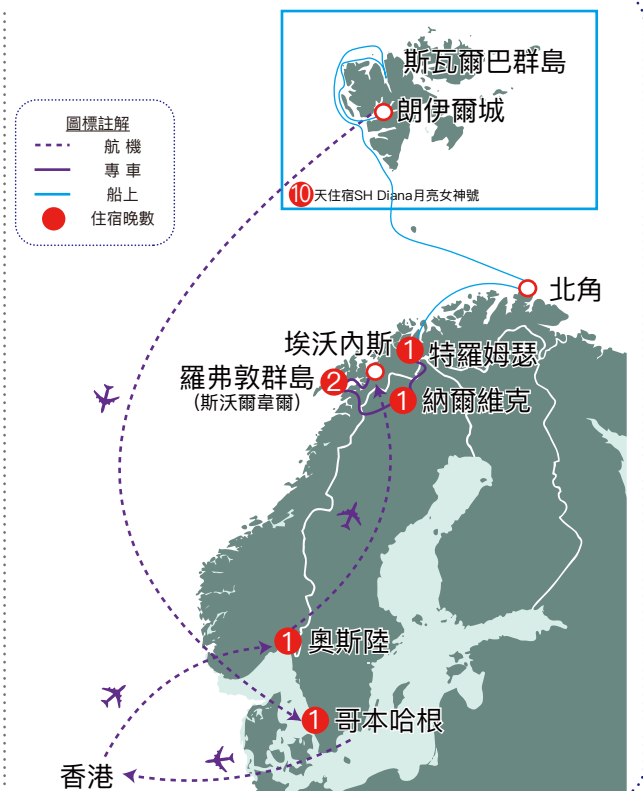 斯瓦爾巴群島
朗伊爾城
10天住宿SH Diana月亮女神號
圖標註解
航 機
專 車
船上
住宿晚數
北角
埃沃內斯
1 特羅姆瑟
羅弗敦群島 2
(斯沃爾韋爾)
1 納爾維克
1 奧斯陸
1 哥本哈根
香港